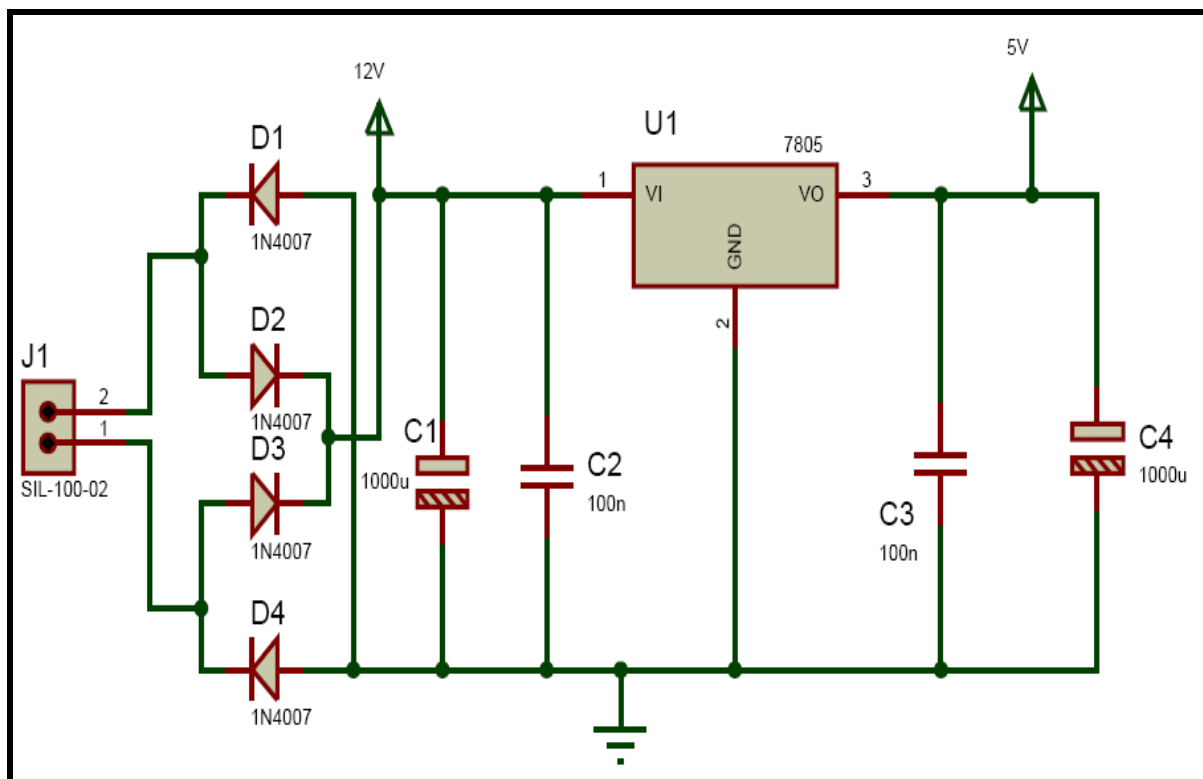 5V
12V
U1
7805
D1
1
VI
VO
3
GND
1N4007
D2
2
J1
2
1N4007
1
D3
C1
C4
C2
1000u
1000u
SIL-100-02
100n
C3
1N4007
100n
D4
1N4007